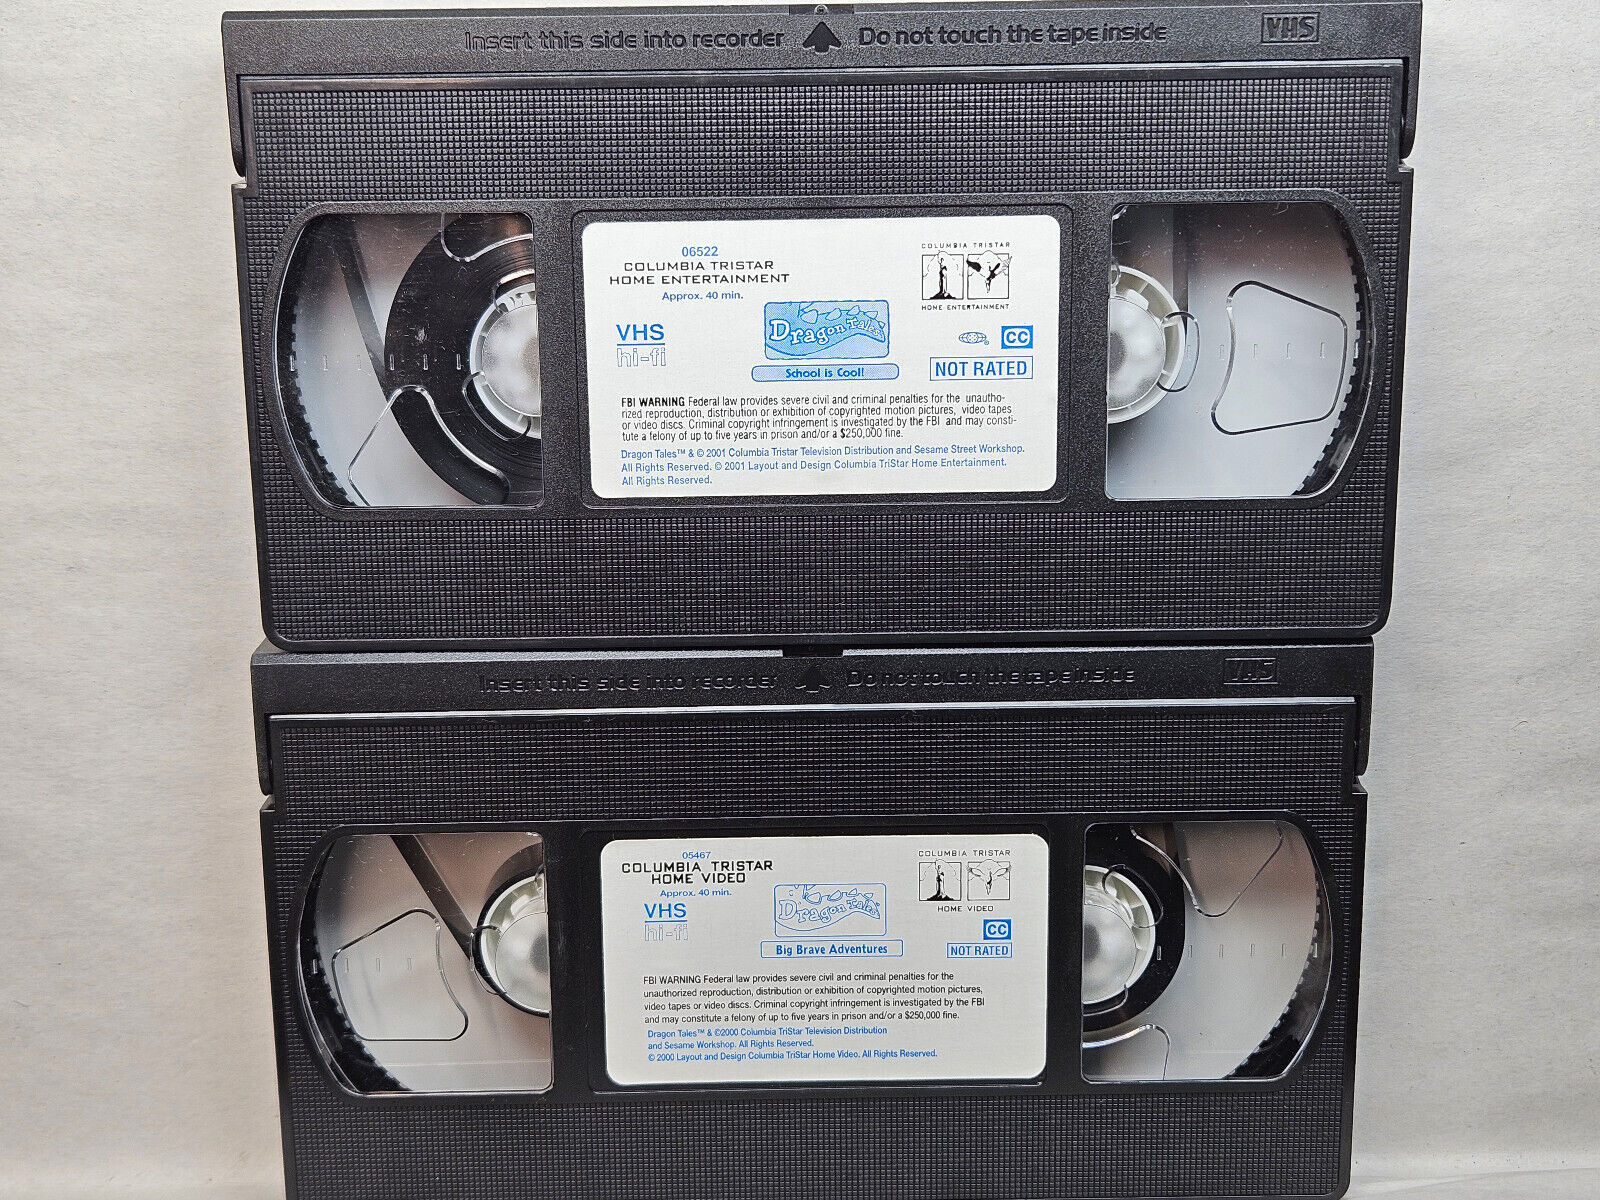 Insert this side into recorder Do not touch the tape inside VHS
06522
COLUMBIA TRISTAR
HOME ENTERTAINMENT
Approx. 40 min.
COLUMBIA TRISTAR
HOME ENTERTAINMENT
VHS
hi-fi
Dragon Tales
School is Cool!
CC
NOT RATED
FBI WARNING Federal law provides severe civil and criminal penalties for the unautho-
rized reproduction, distribution or exhibition of copyrighted motion pictures, video tapes
or video discs. Criminal copyright infringement is investigated by the FBI and may consti-
tute a felony of up to five years in prison and/or a $250,000 fine.
Dragon Tales™ & © 2001 Columbia Tristar Television Distribution and Sesame Street Workshop.
All Rights Reserved. © 2001 Layout and Design Columbia TriStar Home Entertainment.
All Rights Reserved.
Insert this side into recorder Do not touch the tape inside VHS
05467
COLUMBIA TRISTAR
HOME VIDEO
Approx. 40 min.
COLUMBIA TRISTAR
HOME VIDEO
VHS
hi-fi
Dragon Tales
Big Brave Adventures
CC
NOT RATED
FBI WARNING Federal law provides severe civil and criminal penalties for the
unauthorized reproduction, distribution or exhibition of copyrighted motion pictures,
video tapes or video discs. Criminal copyright infringement is investigated by the FBI
and may constitute a felony of up to five years in prison and/or a $250,000 fine.
Dragon Tales™ & ©2000 Columbia TriStar Television Distribution
and Sesame Workshop. All Rights Reserved.
© 2000 Layout and Design Columbia TriStar Home Video. All Rights Reserved.